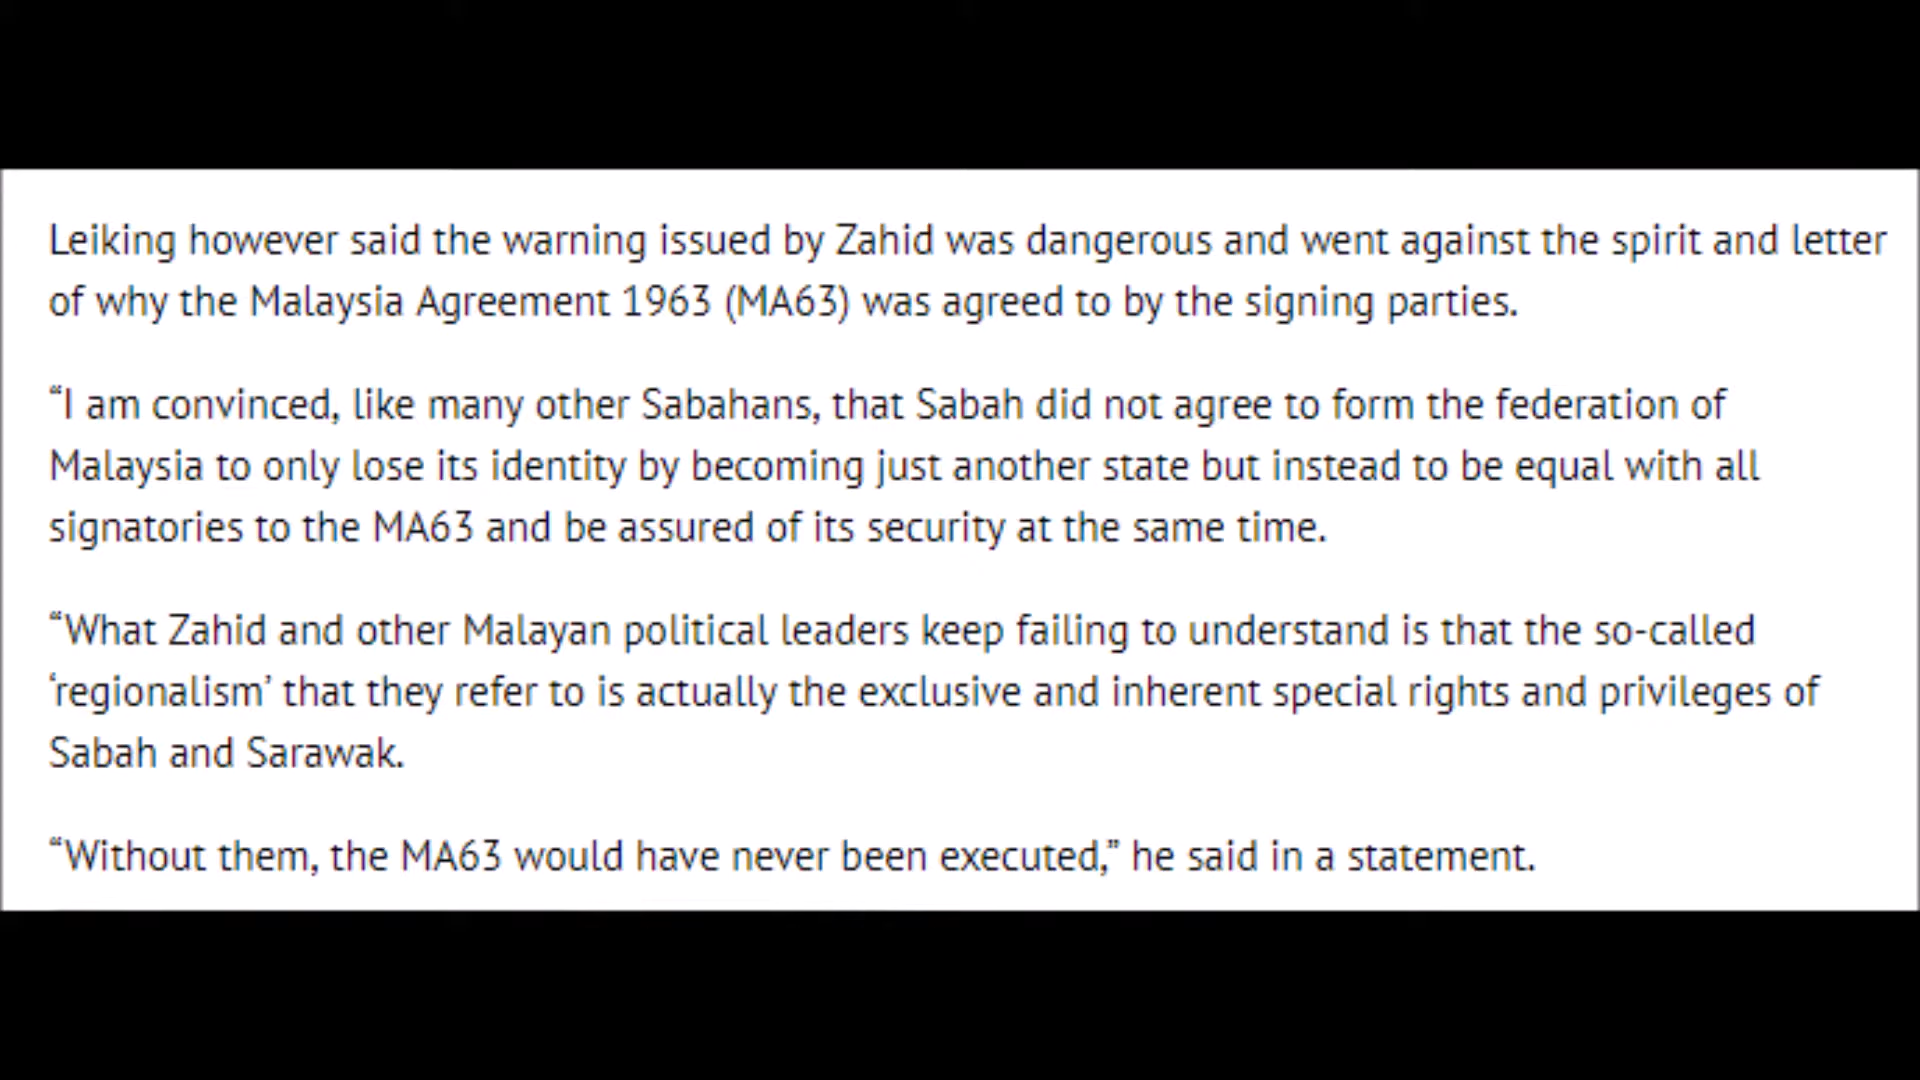 Leiking however said the warning issued by Zahid was dangerous and went against the spirit and letter
of why the Malaysia Agreement 1963 (MA63) was agreed to by the signing parties.
“I am convinced, like many other Sabahans, that Sabah did not agree to form the federation of
Malaysia to only lose its identity by becoming just another state but instead to be equal with all
signatories to the MA63 and be assured of its security at the same time.
“What Zahid and other Malayan political leaders keep failing to understand is that the so-called
‘regionalism’ that they refer to is actually the exclusive and inherent special rights and privileges of
Sabah and Sarawak.
“Without them, the MA63 would have never been executed,” he said in a statement.